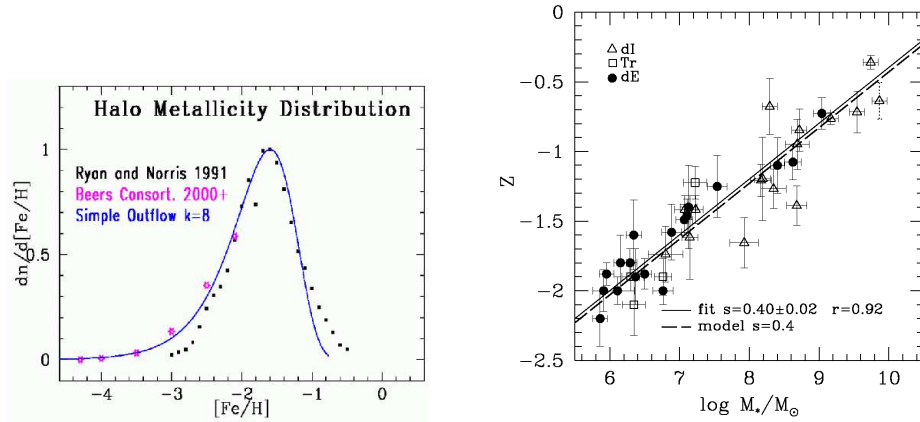 Halo Metallicity Distribution
Ryan and Norris 1991
Beers Consort. 2000+
Simple Outflow k=8
dn/d[Fe/H]
1
0.5
0
−4 −2 0
[Fe/H]
0
−0.5
−1
−1.5
−2
−2.5
Z
dI
Tr
dE
fit s=0.40±0.02 r=0.92
model s=0.4
6 7 8 9 10
log M*/M⊙